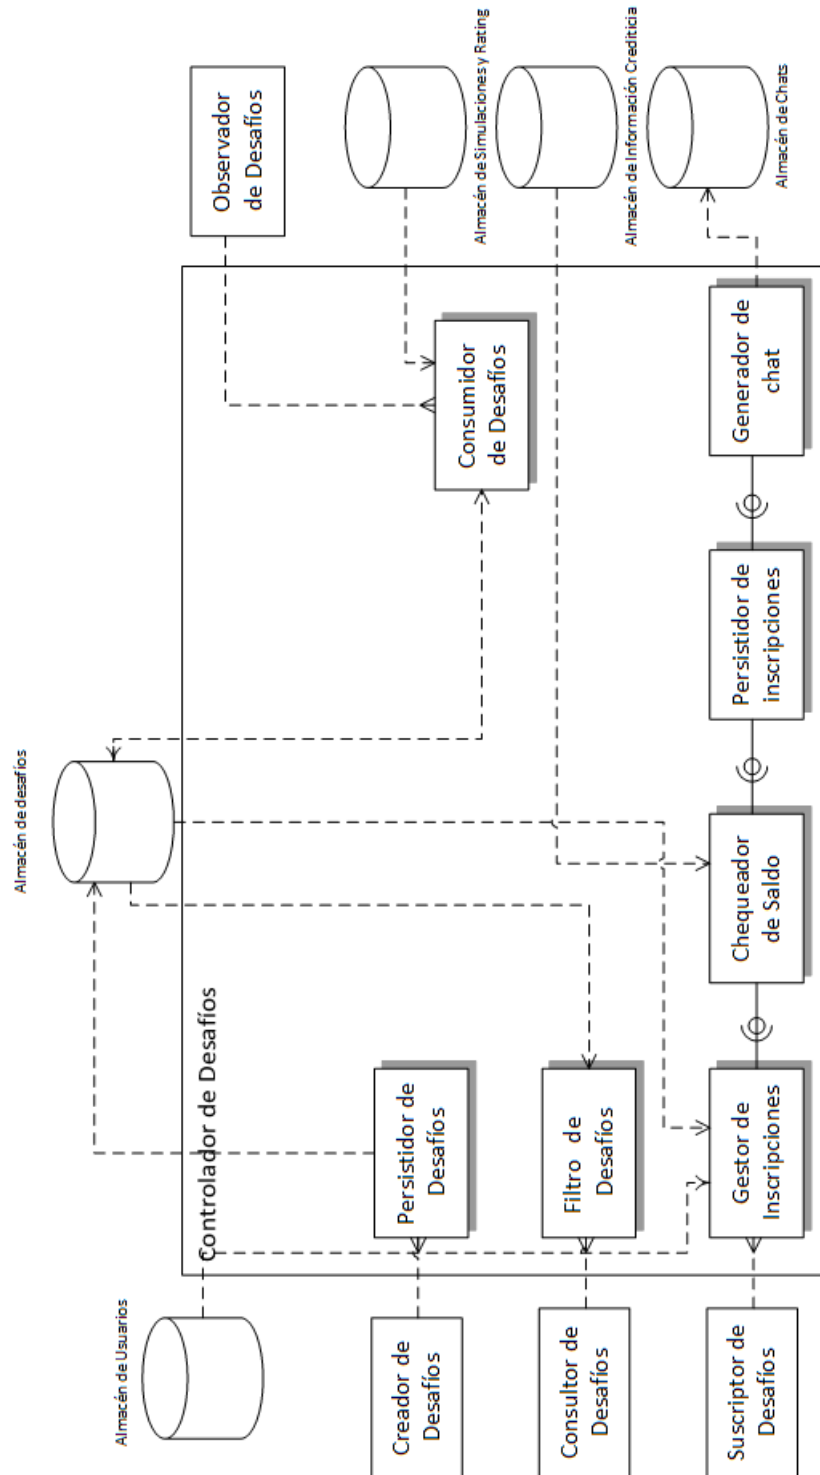 Almacén de Usuarios
Almacén de desafíos
Observador
de Desafíos
Creador de
Desafíos
Controlador de Desafíos
Persistidor de
Desafíos
Consumidor
de Desafíos
Almacén de Simulaciones y Rating
Consultor de
Desafíos
Filtro de
Desafíos
Almacén de Información Crediticia
Suscriptor de
Desafíos
Gestor de
Inscripciones
Chequeador
de Saldo
Persistidor de
inscripciones
Generador de
chat
Almacén de Chats